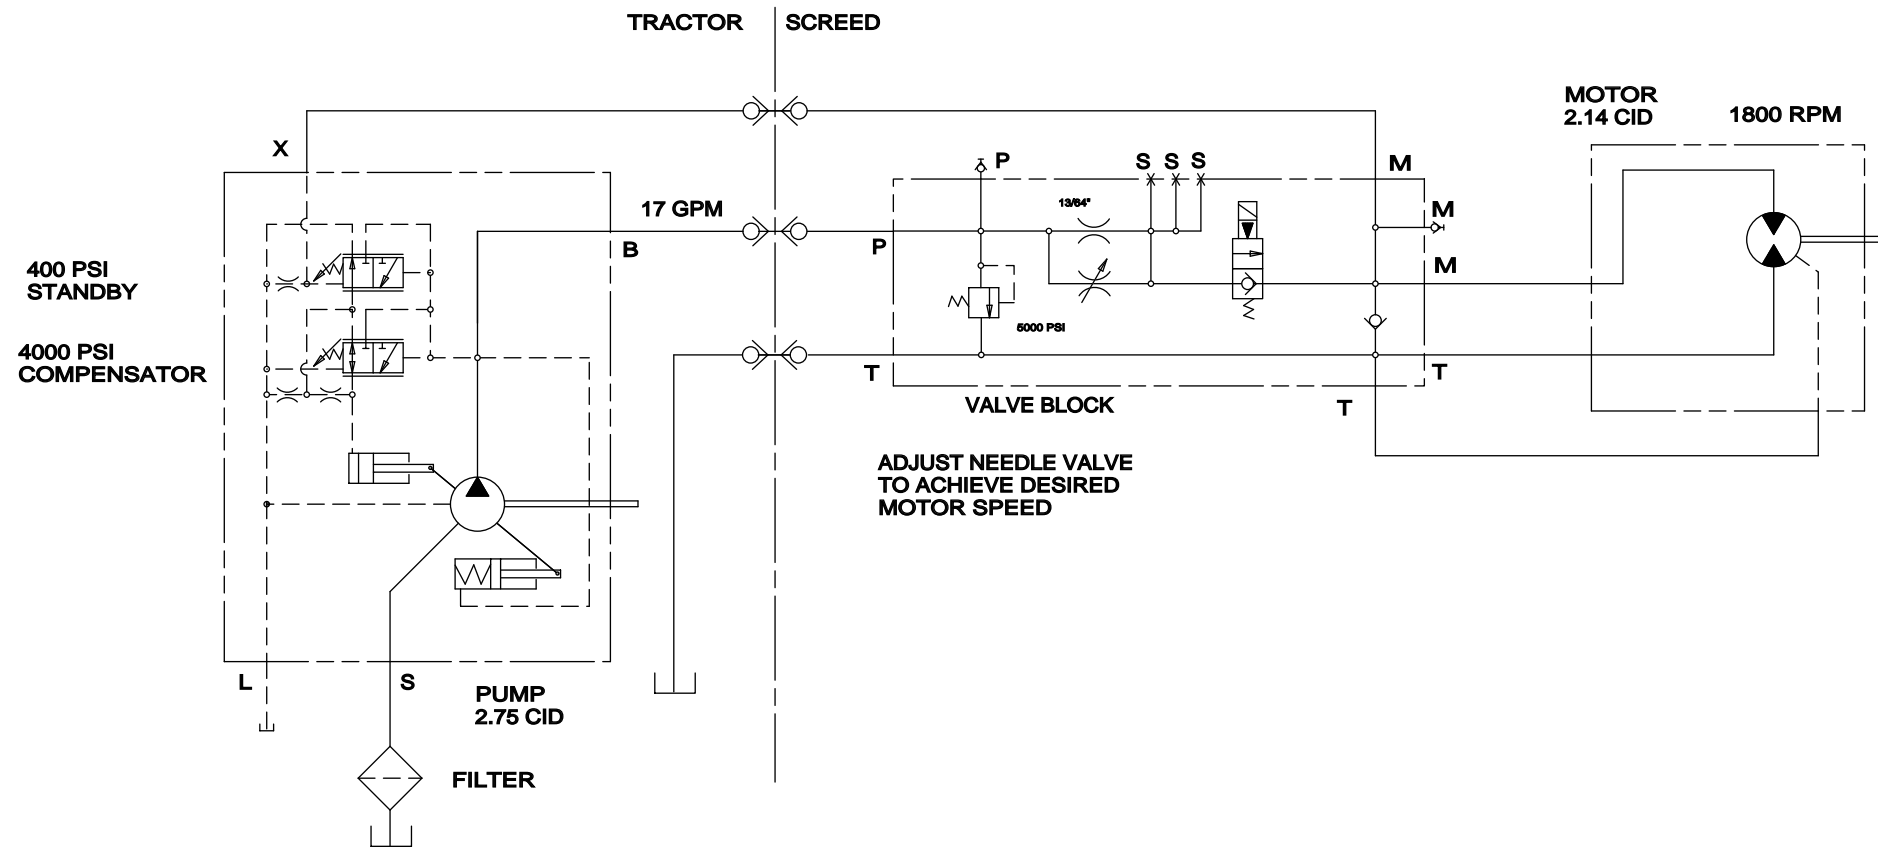 TRACTOR
SCREED
MOTOR
2.14 CID
1800 RPM
X
P
S S S
M
13/64"
17 GPM
M
B
P
400 PSI
STANDBY
M
5000 PSI
4000 PSI
COMPENSATOR
T
T
VALVE BLOCK
T
ADJUST NEEDLE VALVE
TO ACHIEVE DESIRED
MOTOR SPEED
L
S
PUMP
2.75 CID
FILTER